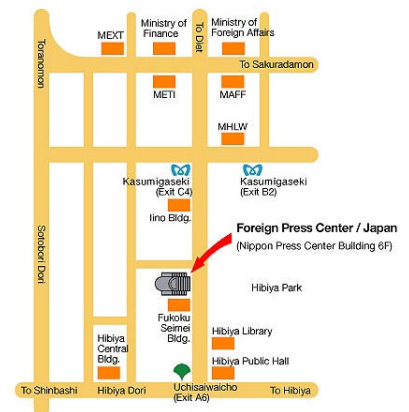 Ministry of
Finance
Ministry of
Foreign Affairs
MEXT
To Diet
Toranomon
To Sakuradamon
METI
MAFF
MHLW
Kasumigaseki
(Exit C4)
Kasumigaseki
(Exit B2)
Iino Bldg.
Sotobori Dori
Foreign Press Center / Japan
(Nippon Press Center Building 6F)
Hibiya Park
Fukoku
Seimei
Bldg.
Hibiya
Central
Bldg.
Hibiya Library
Hibiya Public Hall
To Shinbashi
Hibiya Dori
Uchisaiwaicho
(Exit A6)
To Hibiya